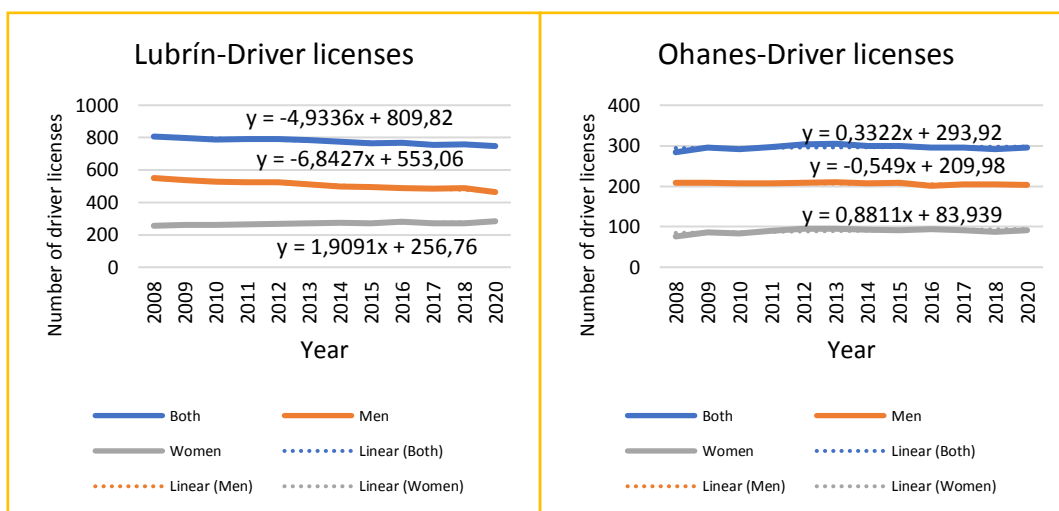 Lubrín-Driver licenses
Number of driver licenses
1000
800
600
400
200
0
y = -4,9336x + 809,82
y = -6,8427x + 553,06
y = 1,9091x + 256,76
2008
2009
2010
2011
2012
2013
2014
2015
2016
2017
2018
2020
Year
Both
Men
Women
Linear (Both)
Linear (Men)
Linear (Women)
Ohanes-Driver licenses
Number of driver licenses
400
300
200
100
0
y = 0,3322x + 293,92
y = -0,549x + 209,98
y = 0,8811x + 83,939
2008
2009
2010
2011
2012
2013
2014
2015
2016
2017
2018
2020
Year
Both
Men
Women
Linear (Both)
Linear (Men)
Linear (Women)